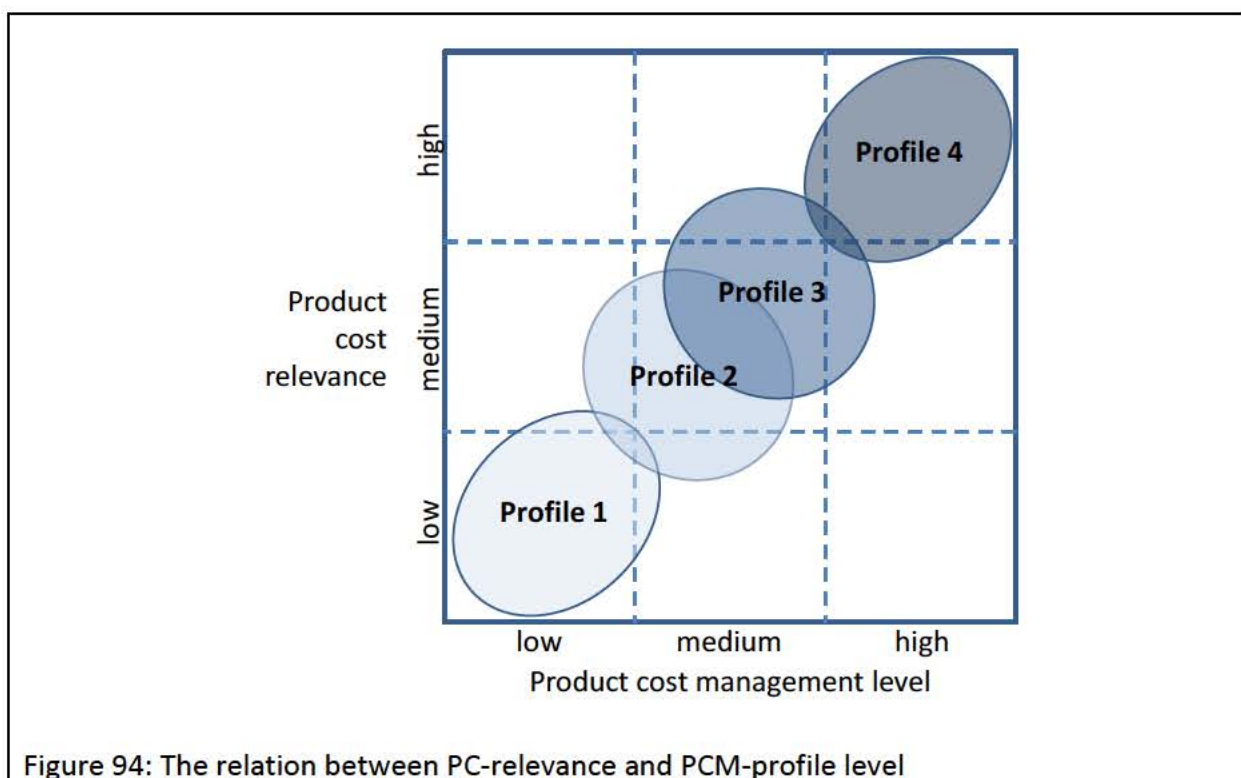 high
Profile 4
Product
cost
relevance
medium
Profile 3
Profile 2
low
Profile 1
low medium high
Product cost management level
Figure 94: The relation between PC-relevance and PCM-profile level